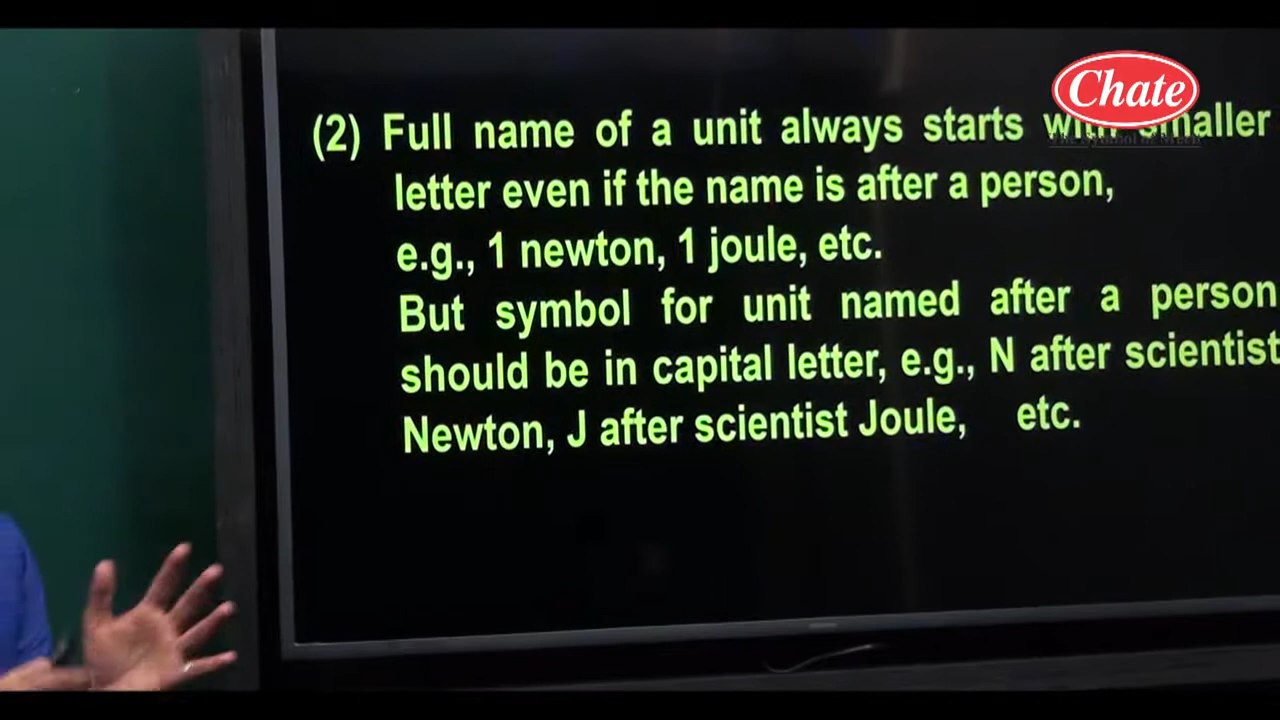 Chate
(2) Full name of a unit always starts with smaller
letter even if the name is after a person,
e.g., 1 newton, 1 joule, etc.
But symbol for unit named after a person
should be in capital letter, e.g., N after scientist
Newton, J after scientist Joule, etc.